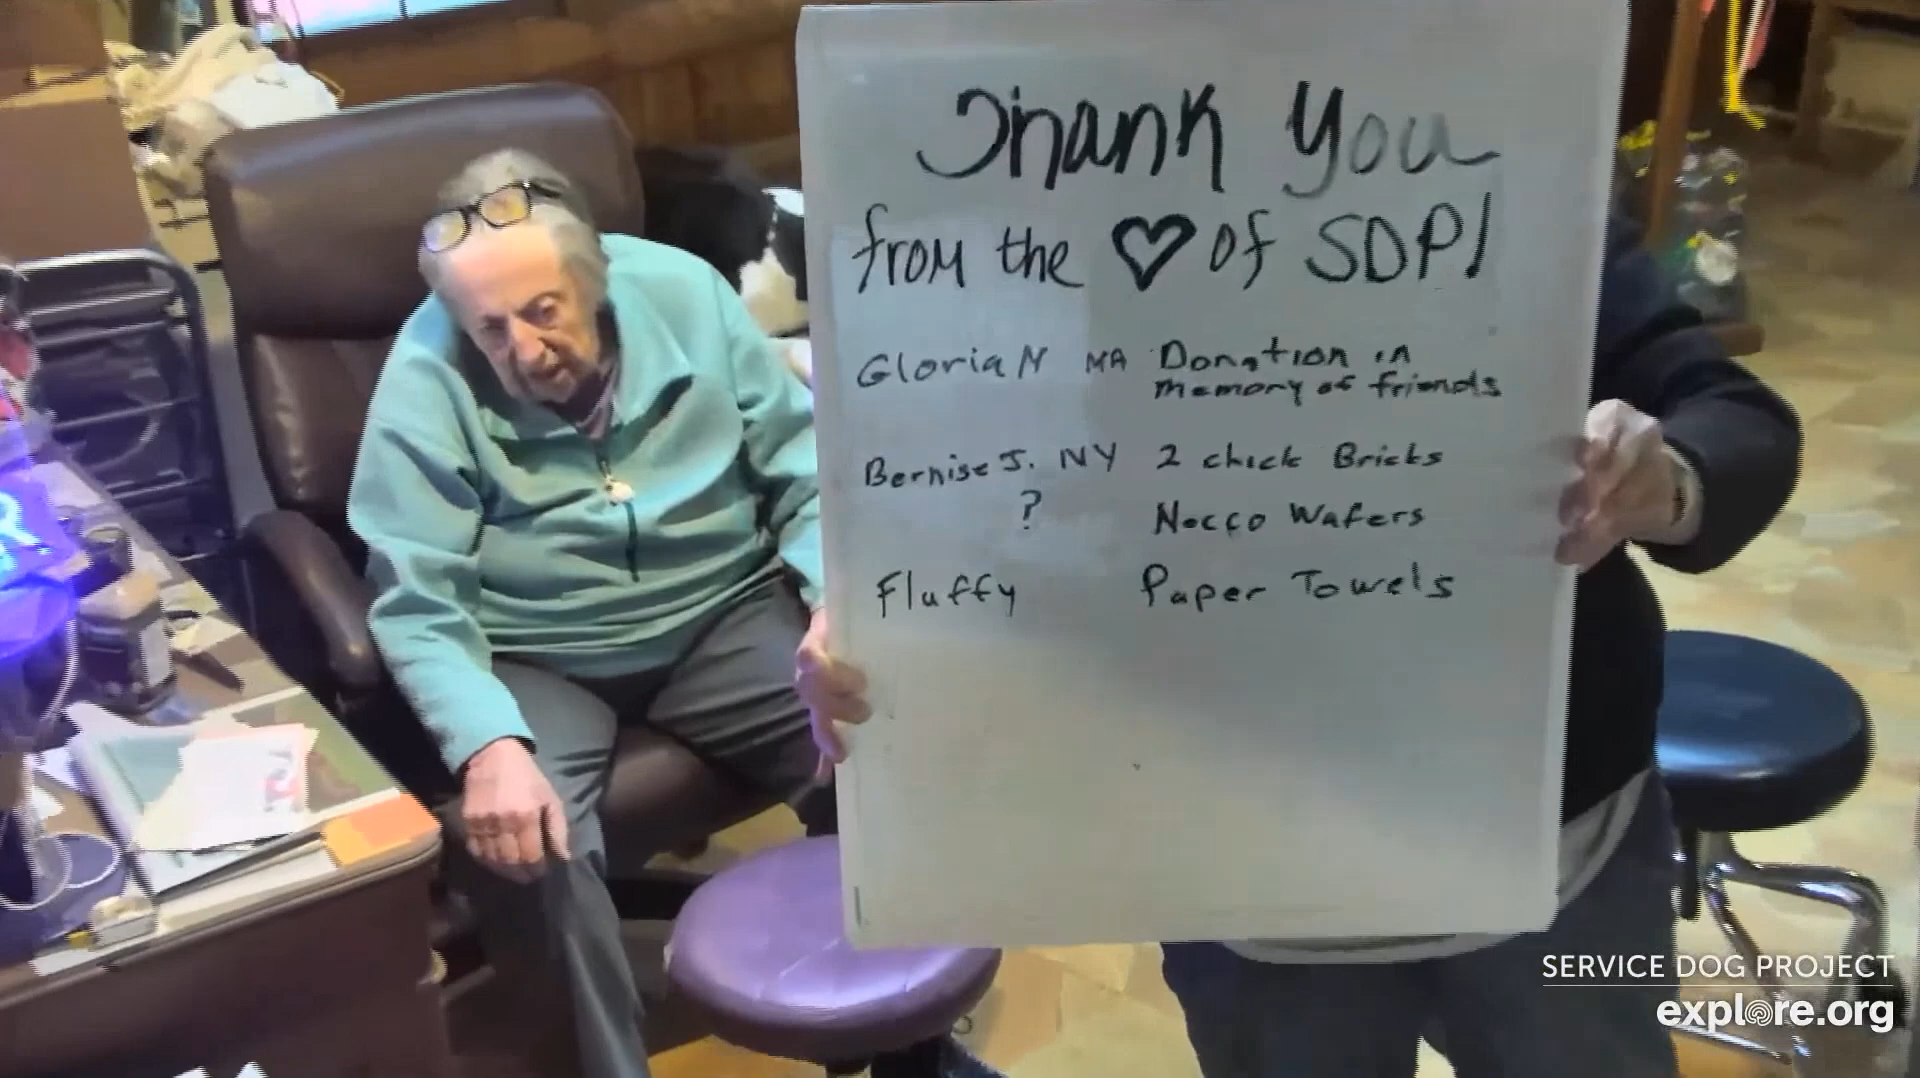 Thank You
from the ♡ of SDP!
Gloria N MA Donation in
memory of friends
Bernise J. NY 2 chick Bricks
? Necco Wafers
Fluffy Paper Towels
SERVICE DOG PROJECT
explore.org